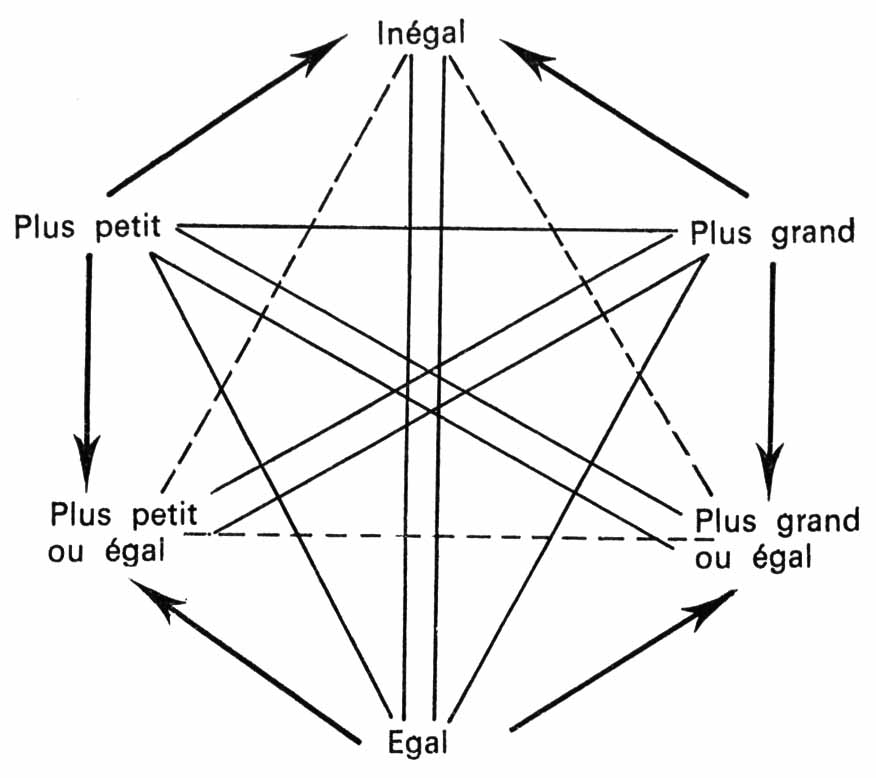 Inégal
Plus petit
Plus grand
Plus petit
ou égal
Plus grand
ou égal
Egal